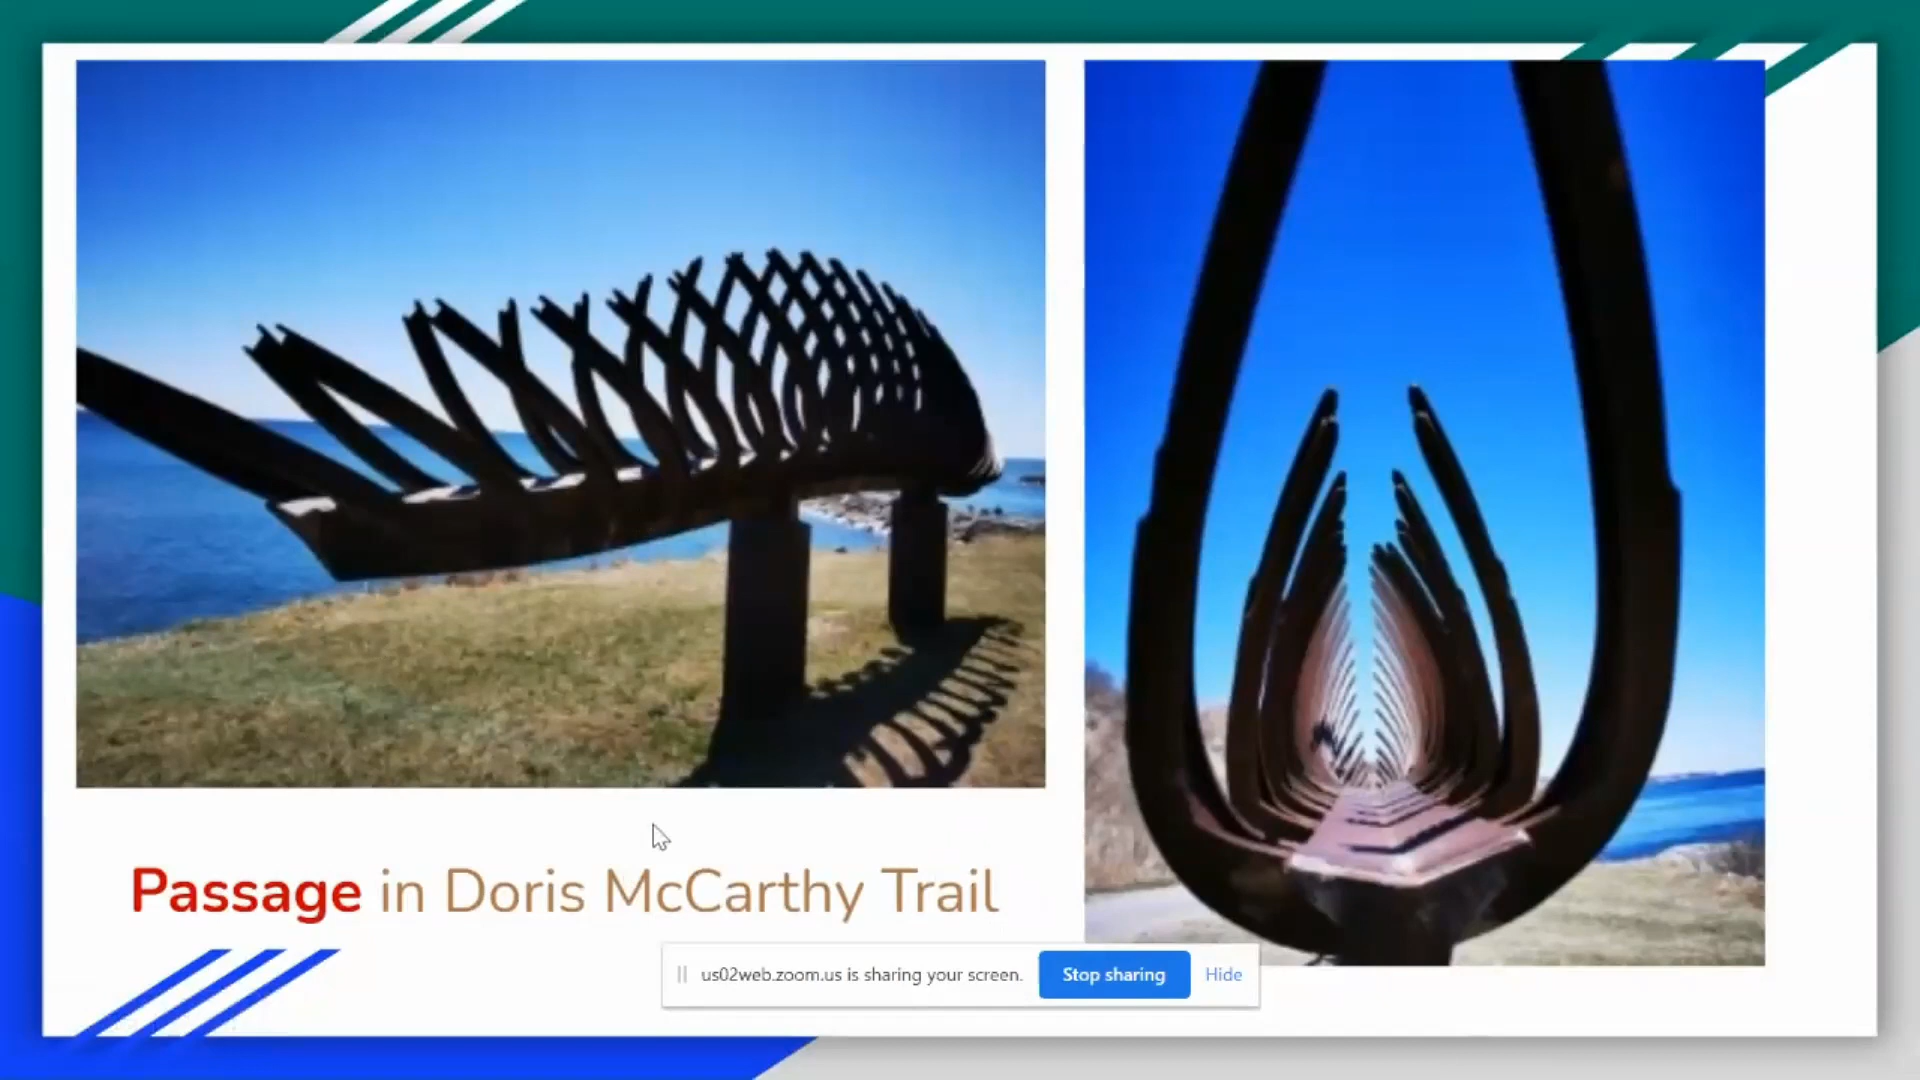 Passage in Doris McCarthy Trail
us02web.zoom.us is sharing your screen. Stop sharing Hide